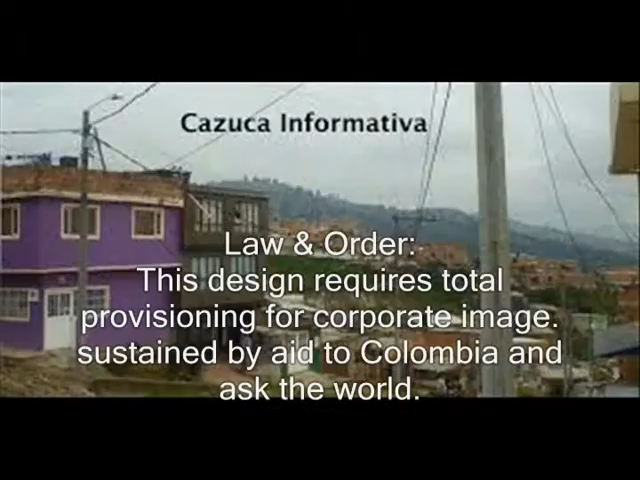 Cazuca Informativa
Law & Order:
This design requires total
provisioning for corporate image.
sustained by aid to Colombia and
ask the world.